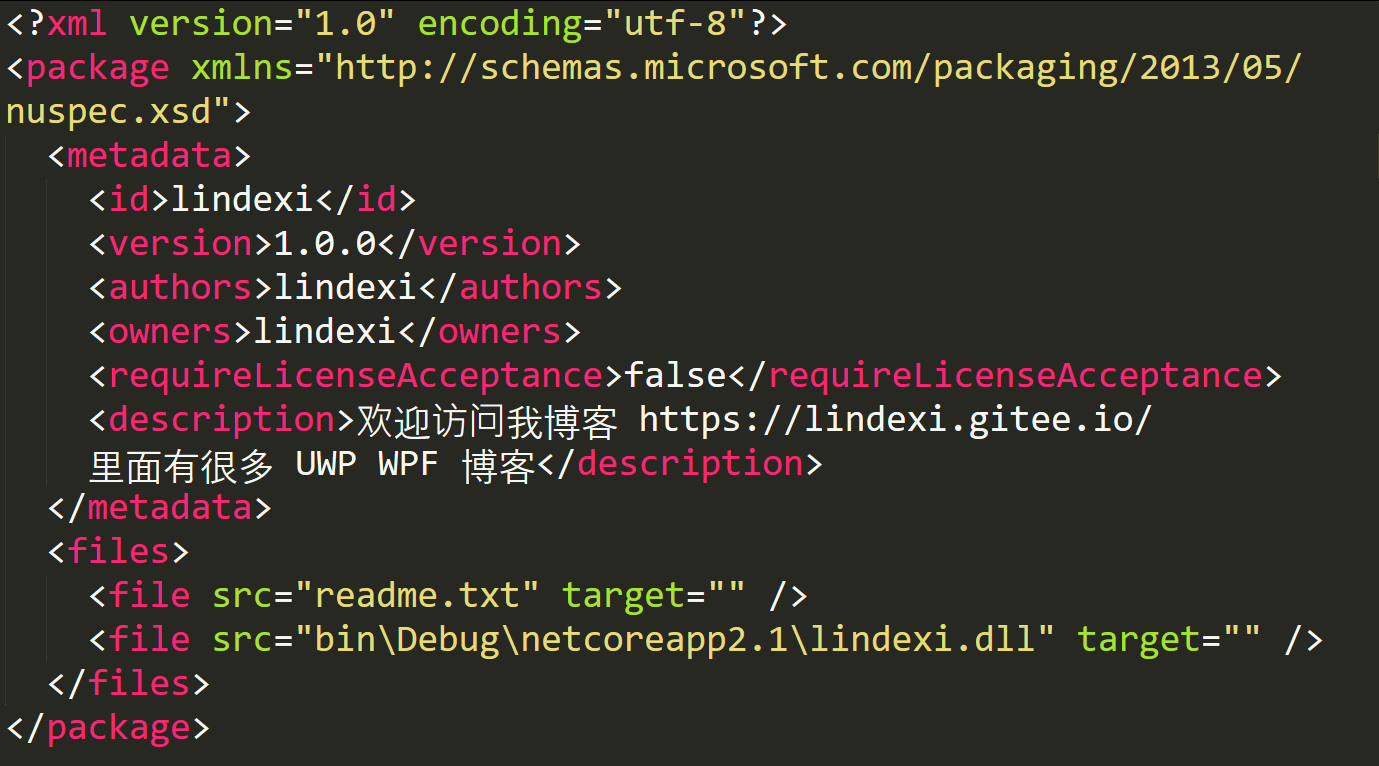 <?xml version="1.0" encoding="utf-8"?>
<package xmlns="http://schemas.microsoft.com/packaging/2013/05/
nuspec.xsd">
  <metadata>
    <id>lindexi</id>
    <version>1.0.0</version>
    <authors>lindexi</authors>
    <owners>lindexi</owners>
    <requireLicenseAcceptance>false</requireLicenseAcceptance>
    <description>欢迎访问我博客 https://lindexi.gitee.io/
    里面有很多 UWP WPF 博客</description>
  </metadata>
  <files>
    <file src="readme.txt" target="" />
    <file src="bin\Debug\netcoreapp2.1\lindexi.dll" target="" />
  </files>
</package>